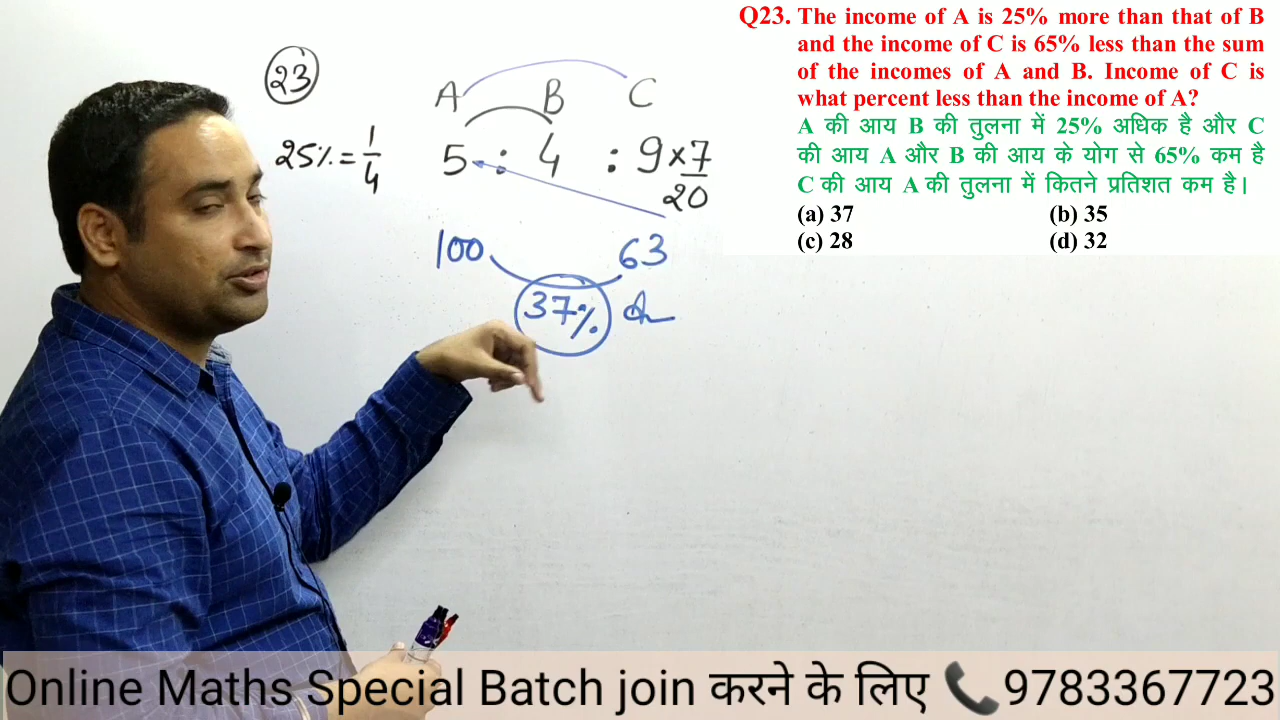 Q23. The income of A is 25% more than that of B
and the income of C is 65% less than the sum
of the incomes of A and B. Income of C is
what percent less than the income of A?
A की आय B की तुलना में 25% अधिक है और C
की आय A और B की आय के योग से 65% कम है
C की आय A की तुलना में कितने प्रतिशत कम है।
(a) 37 (b) 35
(c) 28 (d) 32
23
A B C
25% = 1/4 5 : 4 : 9 × 7/20
100 63
37%
Online Maths Special Batch join करने के लिए 📞9783367723